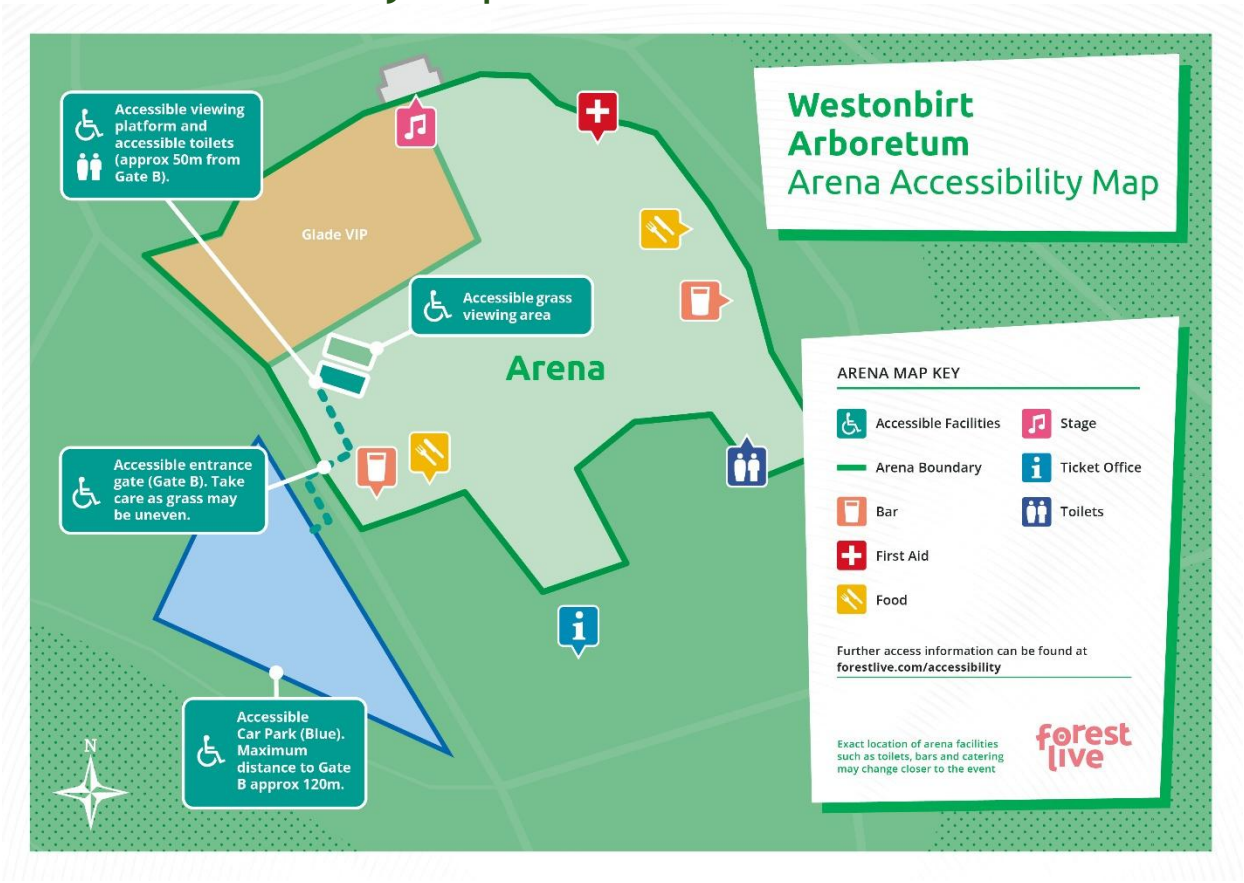 Westonbirt
Arboretum
Arena Accessibility Map
Accessible viewing
platform and
accessible toilets
(approx 50m from
Gate B).
Glade VIP
Accessible grass
viewing area
Arena
Accessible entrance
gate (Gate B). Take
care as grass may
be uneven.
Accessible
Car Park (Blue).
Maximum
distance to Gate
B approx 120m.
N
ARENA MAP KEY
Accessible Facilities
Arena Boundary
Bar
First Aid
Food
Stage
Ticket Office
Toilets
Further access information can be found at
forestlive.com/accessibility
Exact location of arena facilities
such as toilets, bars and catering
may change closer to the event
forest
live